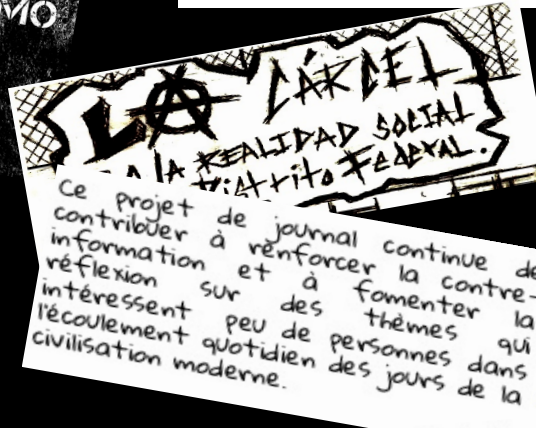 LA CÁRCEL
a la REALIDAD SOCIAL
Distrito Federal.
Ce projet de journal continue de
contribuer à renforcer la contre-
information et à fomenter la
réflexion sur des thèmes qui
intéressent peu de personnes dans
l'écoulement quotidien des jours de la
civilisation moderne.